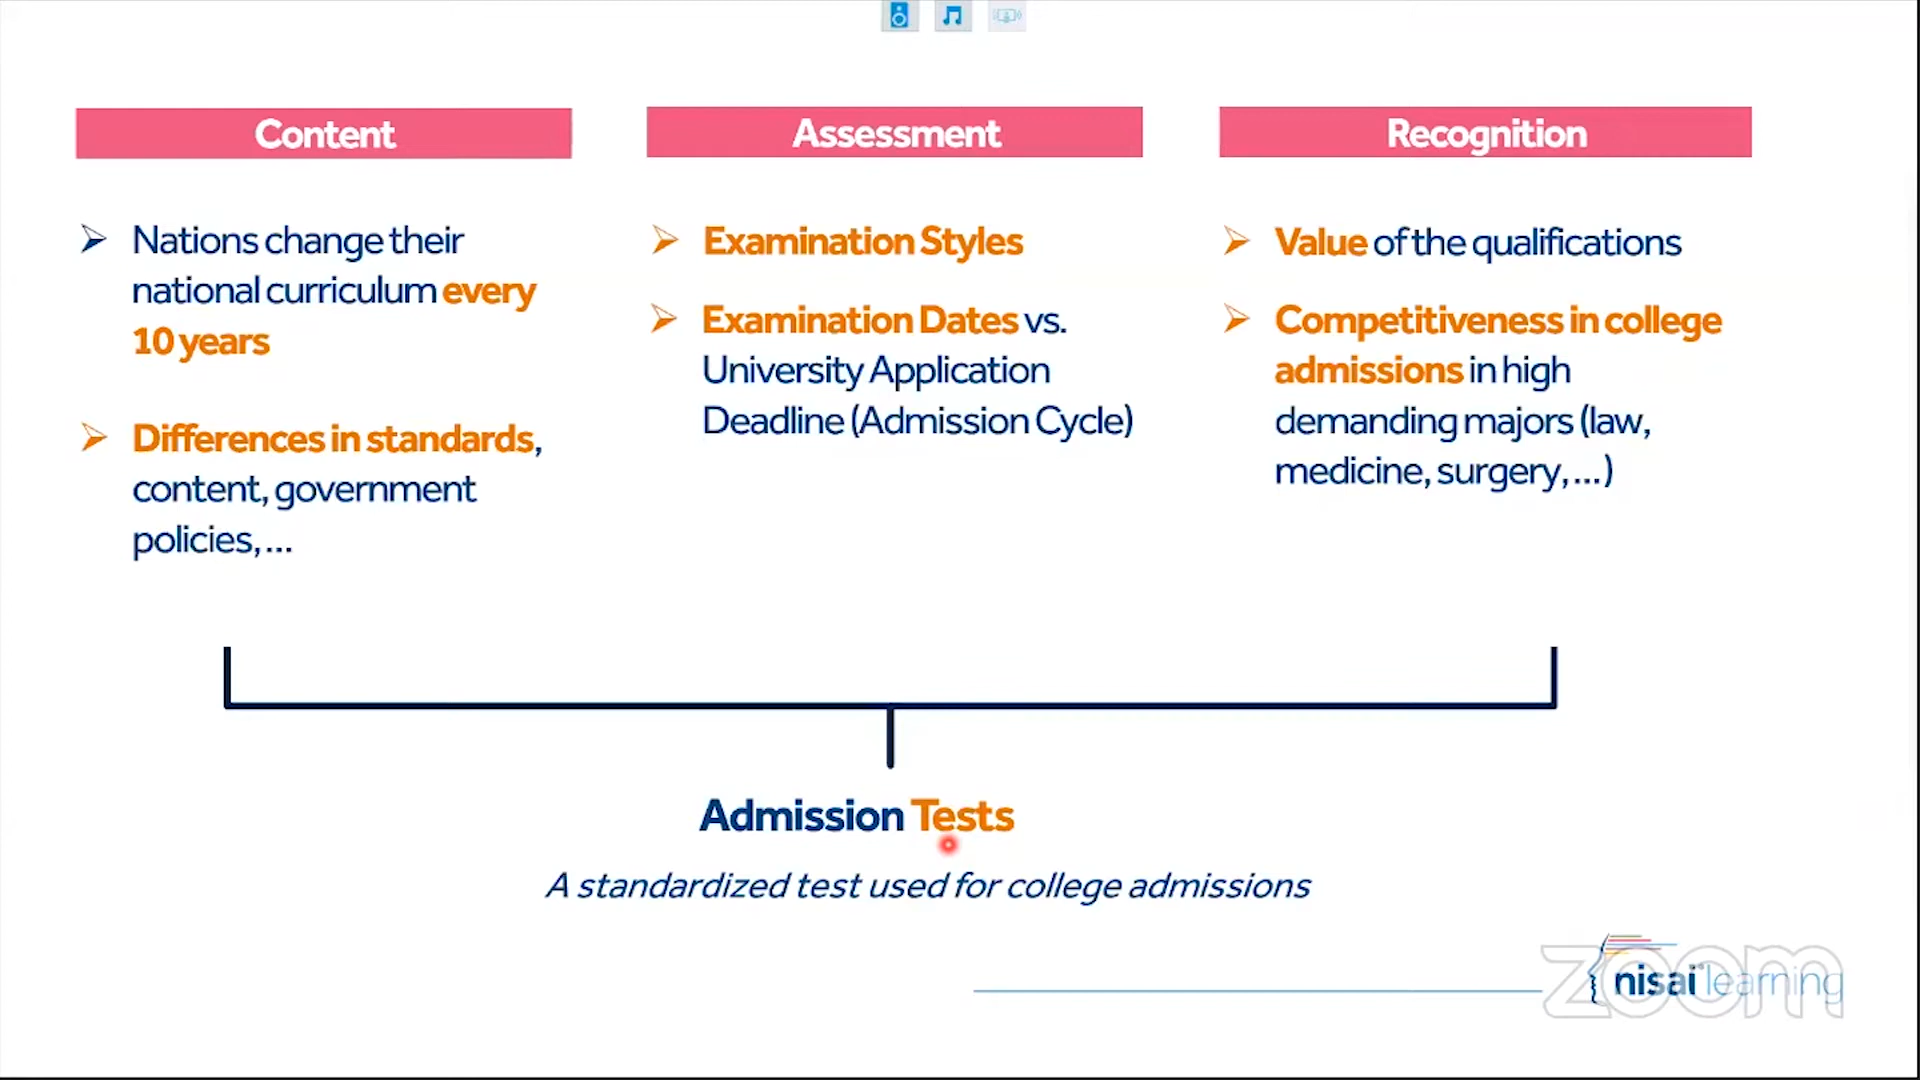 Content
Nations change their
national curriculum every
10 years
Differences in standards,
content, government
policies, ...
Assessment
Examination Styles
Examination Dates vs.
University Application
Deadline (Admission Cycle)
Recognition
Value of the qualifications
Competitiveness in college
admissions in high
demanding majors (law,
medicine, surgery, ...)
Admission Tests
A standardized test used for college admissions
nisai learning
zoom